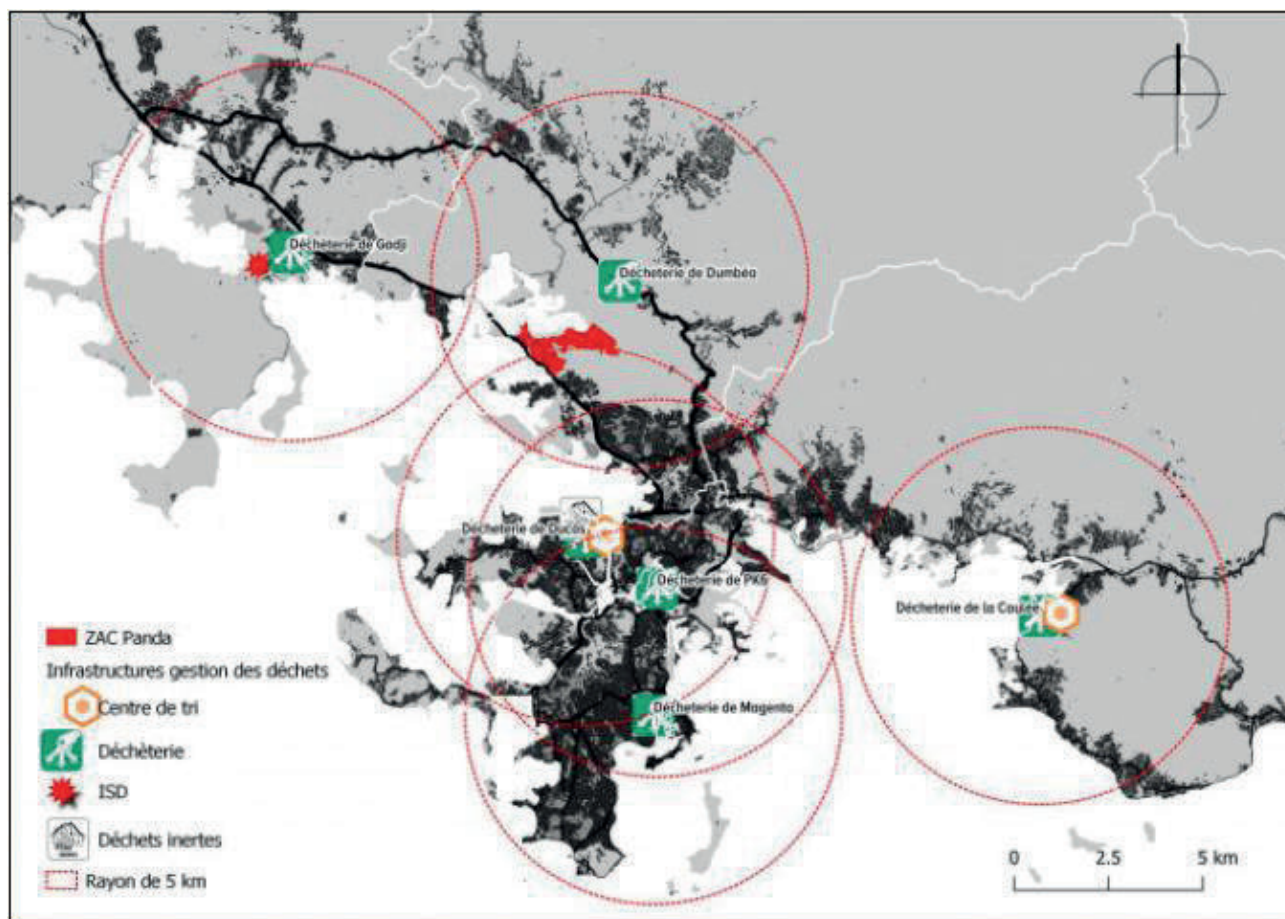 Déchèterie de Gadji
Déchèterie de Dumbéa
Déchèterie de Ducos
Déchèterie de PK6
Déchèterie de la Coulée
Déchèterie de Magenta
ZAC Panda
Infrastructures gestion des déchets
Centre de tri
Déchèterie
ISD
Déchets inertes
Rayon de 5 km
0 2.5 5 km